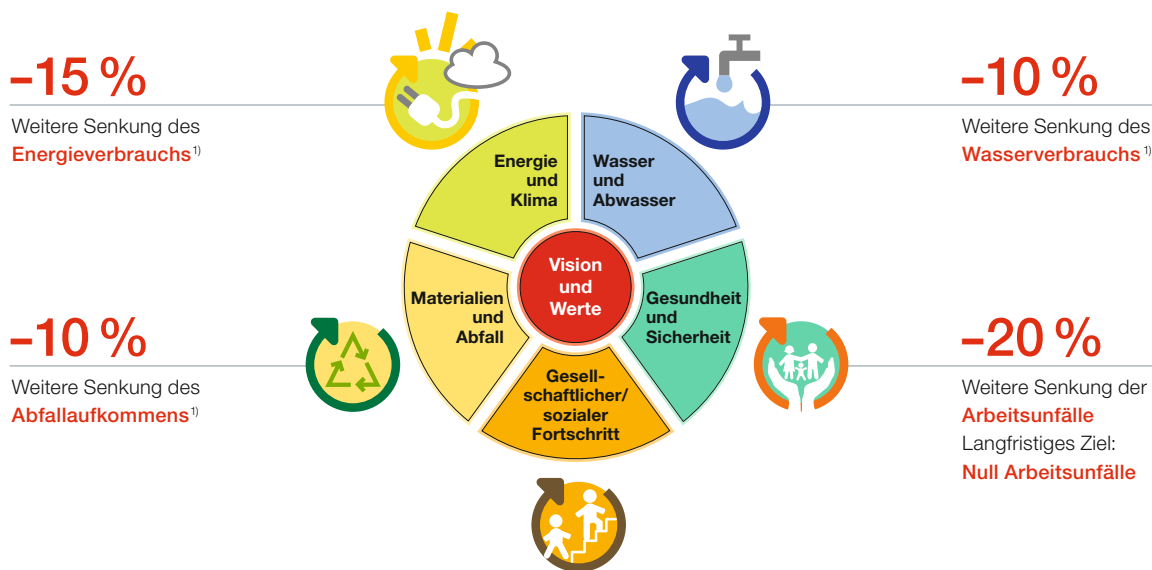 –15 %
Weitere Senkung des
Energieverbrauchs¹⁾
–10 %
Weitere Senkung des
Wasserverbrauchs¹⁾
Energie
und
Klima
Wasser
und
Abwasser
Vision
und
Werte
Materialien
und
Abfall
Gesundheit
und
Sicherheit
Gesell-
schaftlicher/
sozialer
Fortschritt
–10 %
Weitere Senkung des
Abfallaufkommens¹⁾
–20 %
Weitere Senkung der
Arbeitsunfälle
Langfristiges Ziel:
Null Arbeitsunfälle